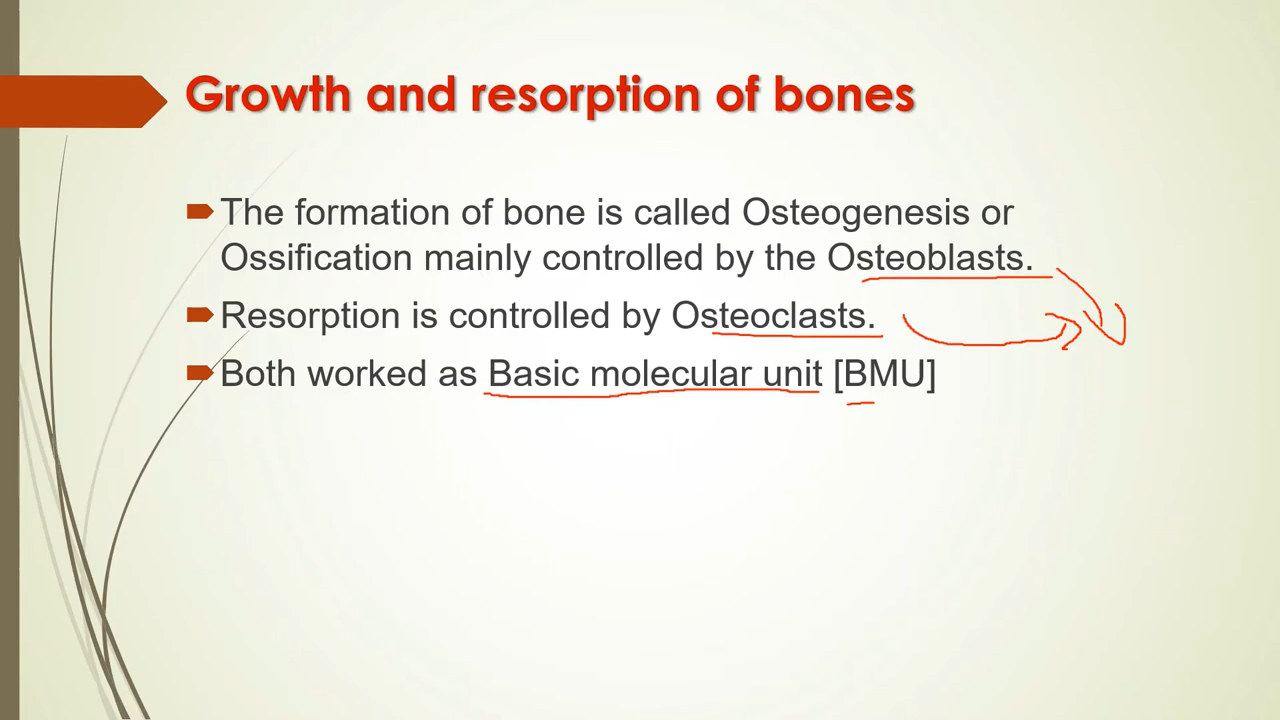 Growth and resorption of bones
The formation of bone is called Osteogenesis or
Ossification mainly controlled by the Osteoblasts.
Resorption is controlled by Osteoclasts.
Both worked as Basic molecular unit [BMU]